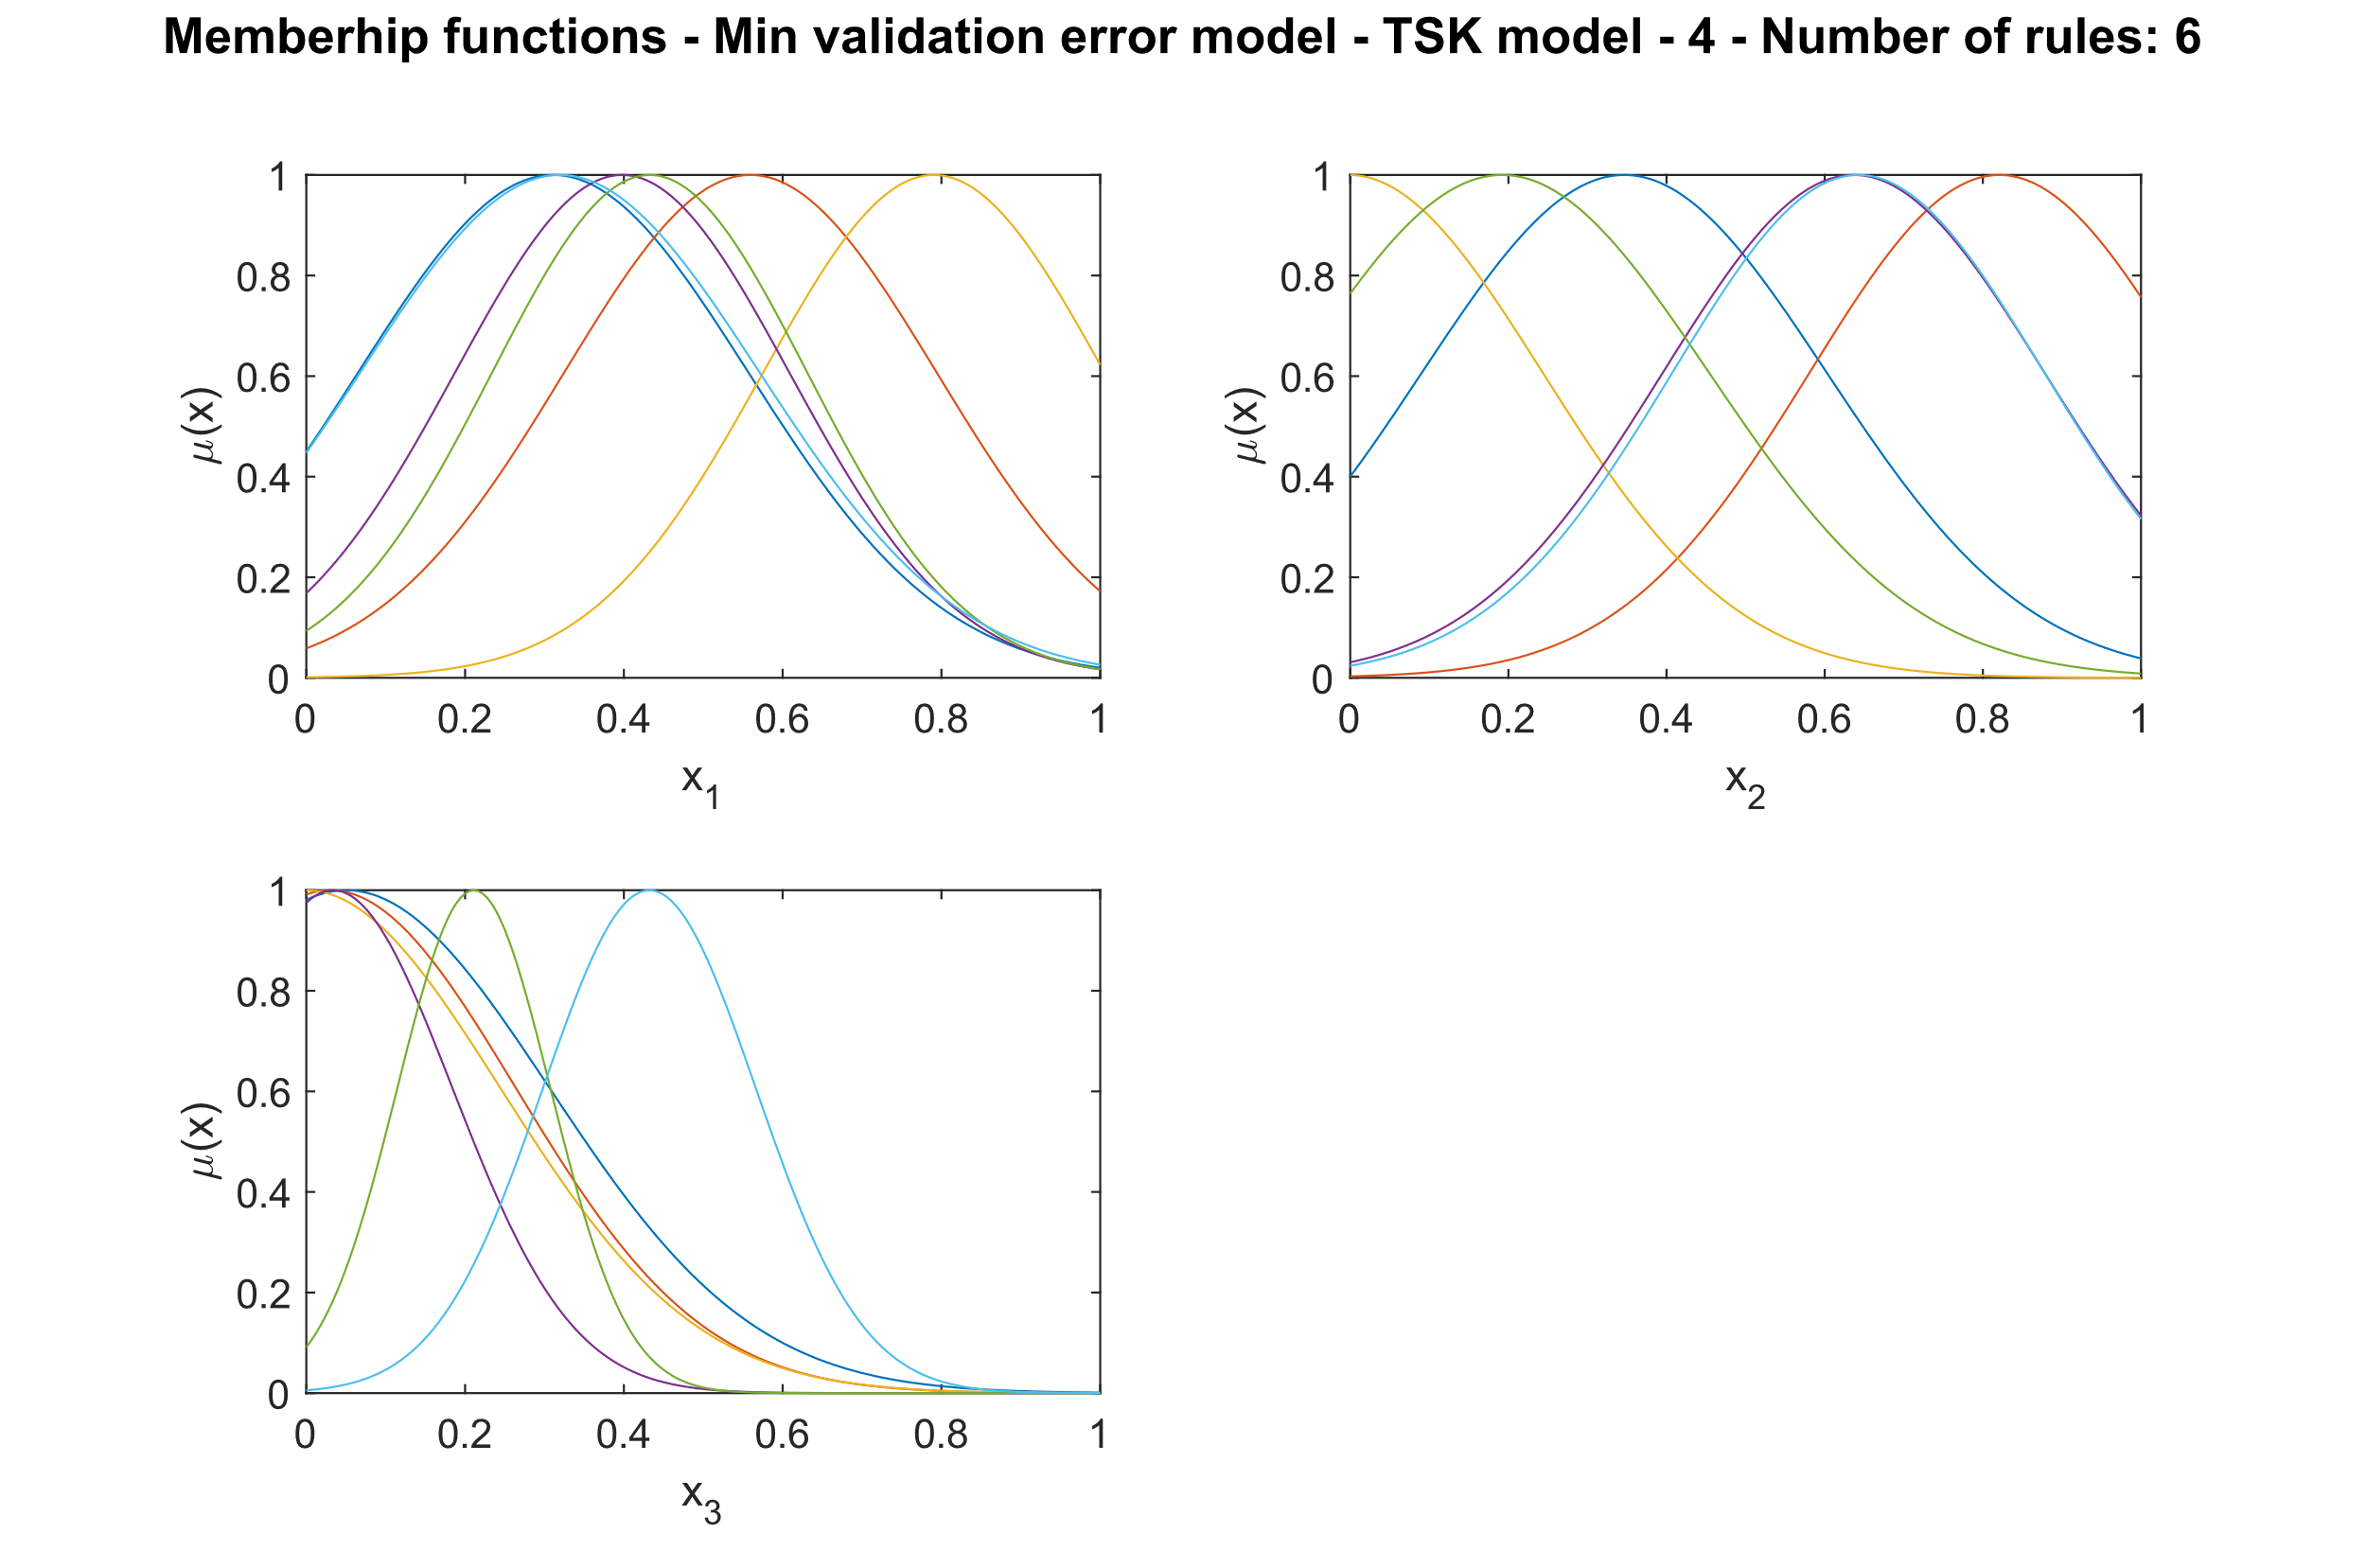 Memberhip functions - Min validation error model - TSK model - 4 - Number of rules: 6
1
0.8
0.6
0.4
0.2
0
μ(x)
0 0.2 0.4 0.6 0.8 1
x1
1
0.8
0.6
0.4
0.2
0
μ(x)
0 0.2 0.4 0.6 0.8 1
x2
1
0.8
0.6
0.4
0.2
0
μ(x)
0 0.2 0.4 0.6 0.8 1
x3